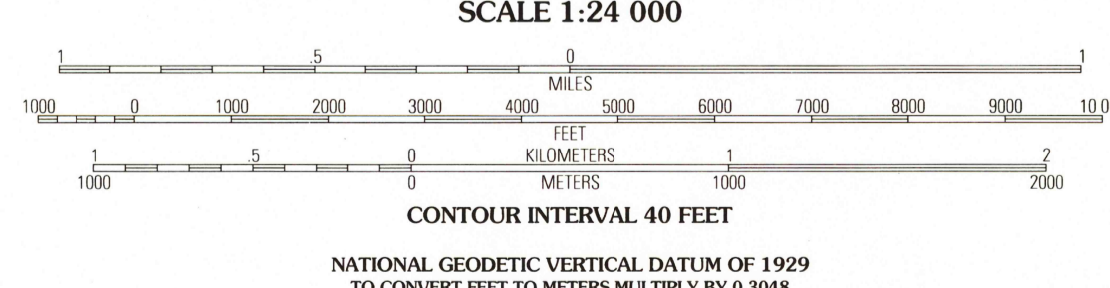 SCALE 1:24 000
1 .5 0 1
MILES
1000 0 1000 2000 3000 4000 5000 6000 7000 8000 9000 10 0
FEET
1 .5 0 KILOMETERS 1 2
1000 0 METERS 1000 2000
CONTOUR INTERVAL 40 FEET
NATIONAL GEODETIC VERTICAL DATUM OF 1929
TO CONVERT FEET TO METERS MULTIPLY BY 0.3048